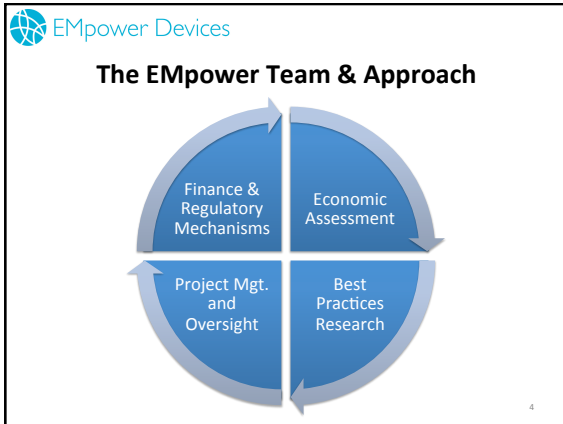 EMpower Devices
The EMpower Team & Approach
Finance &
Regulatory
Mechanisms
Economic
Assessment
Project Mgt.
and
Oversight
Best
Practices
Research
4